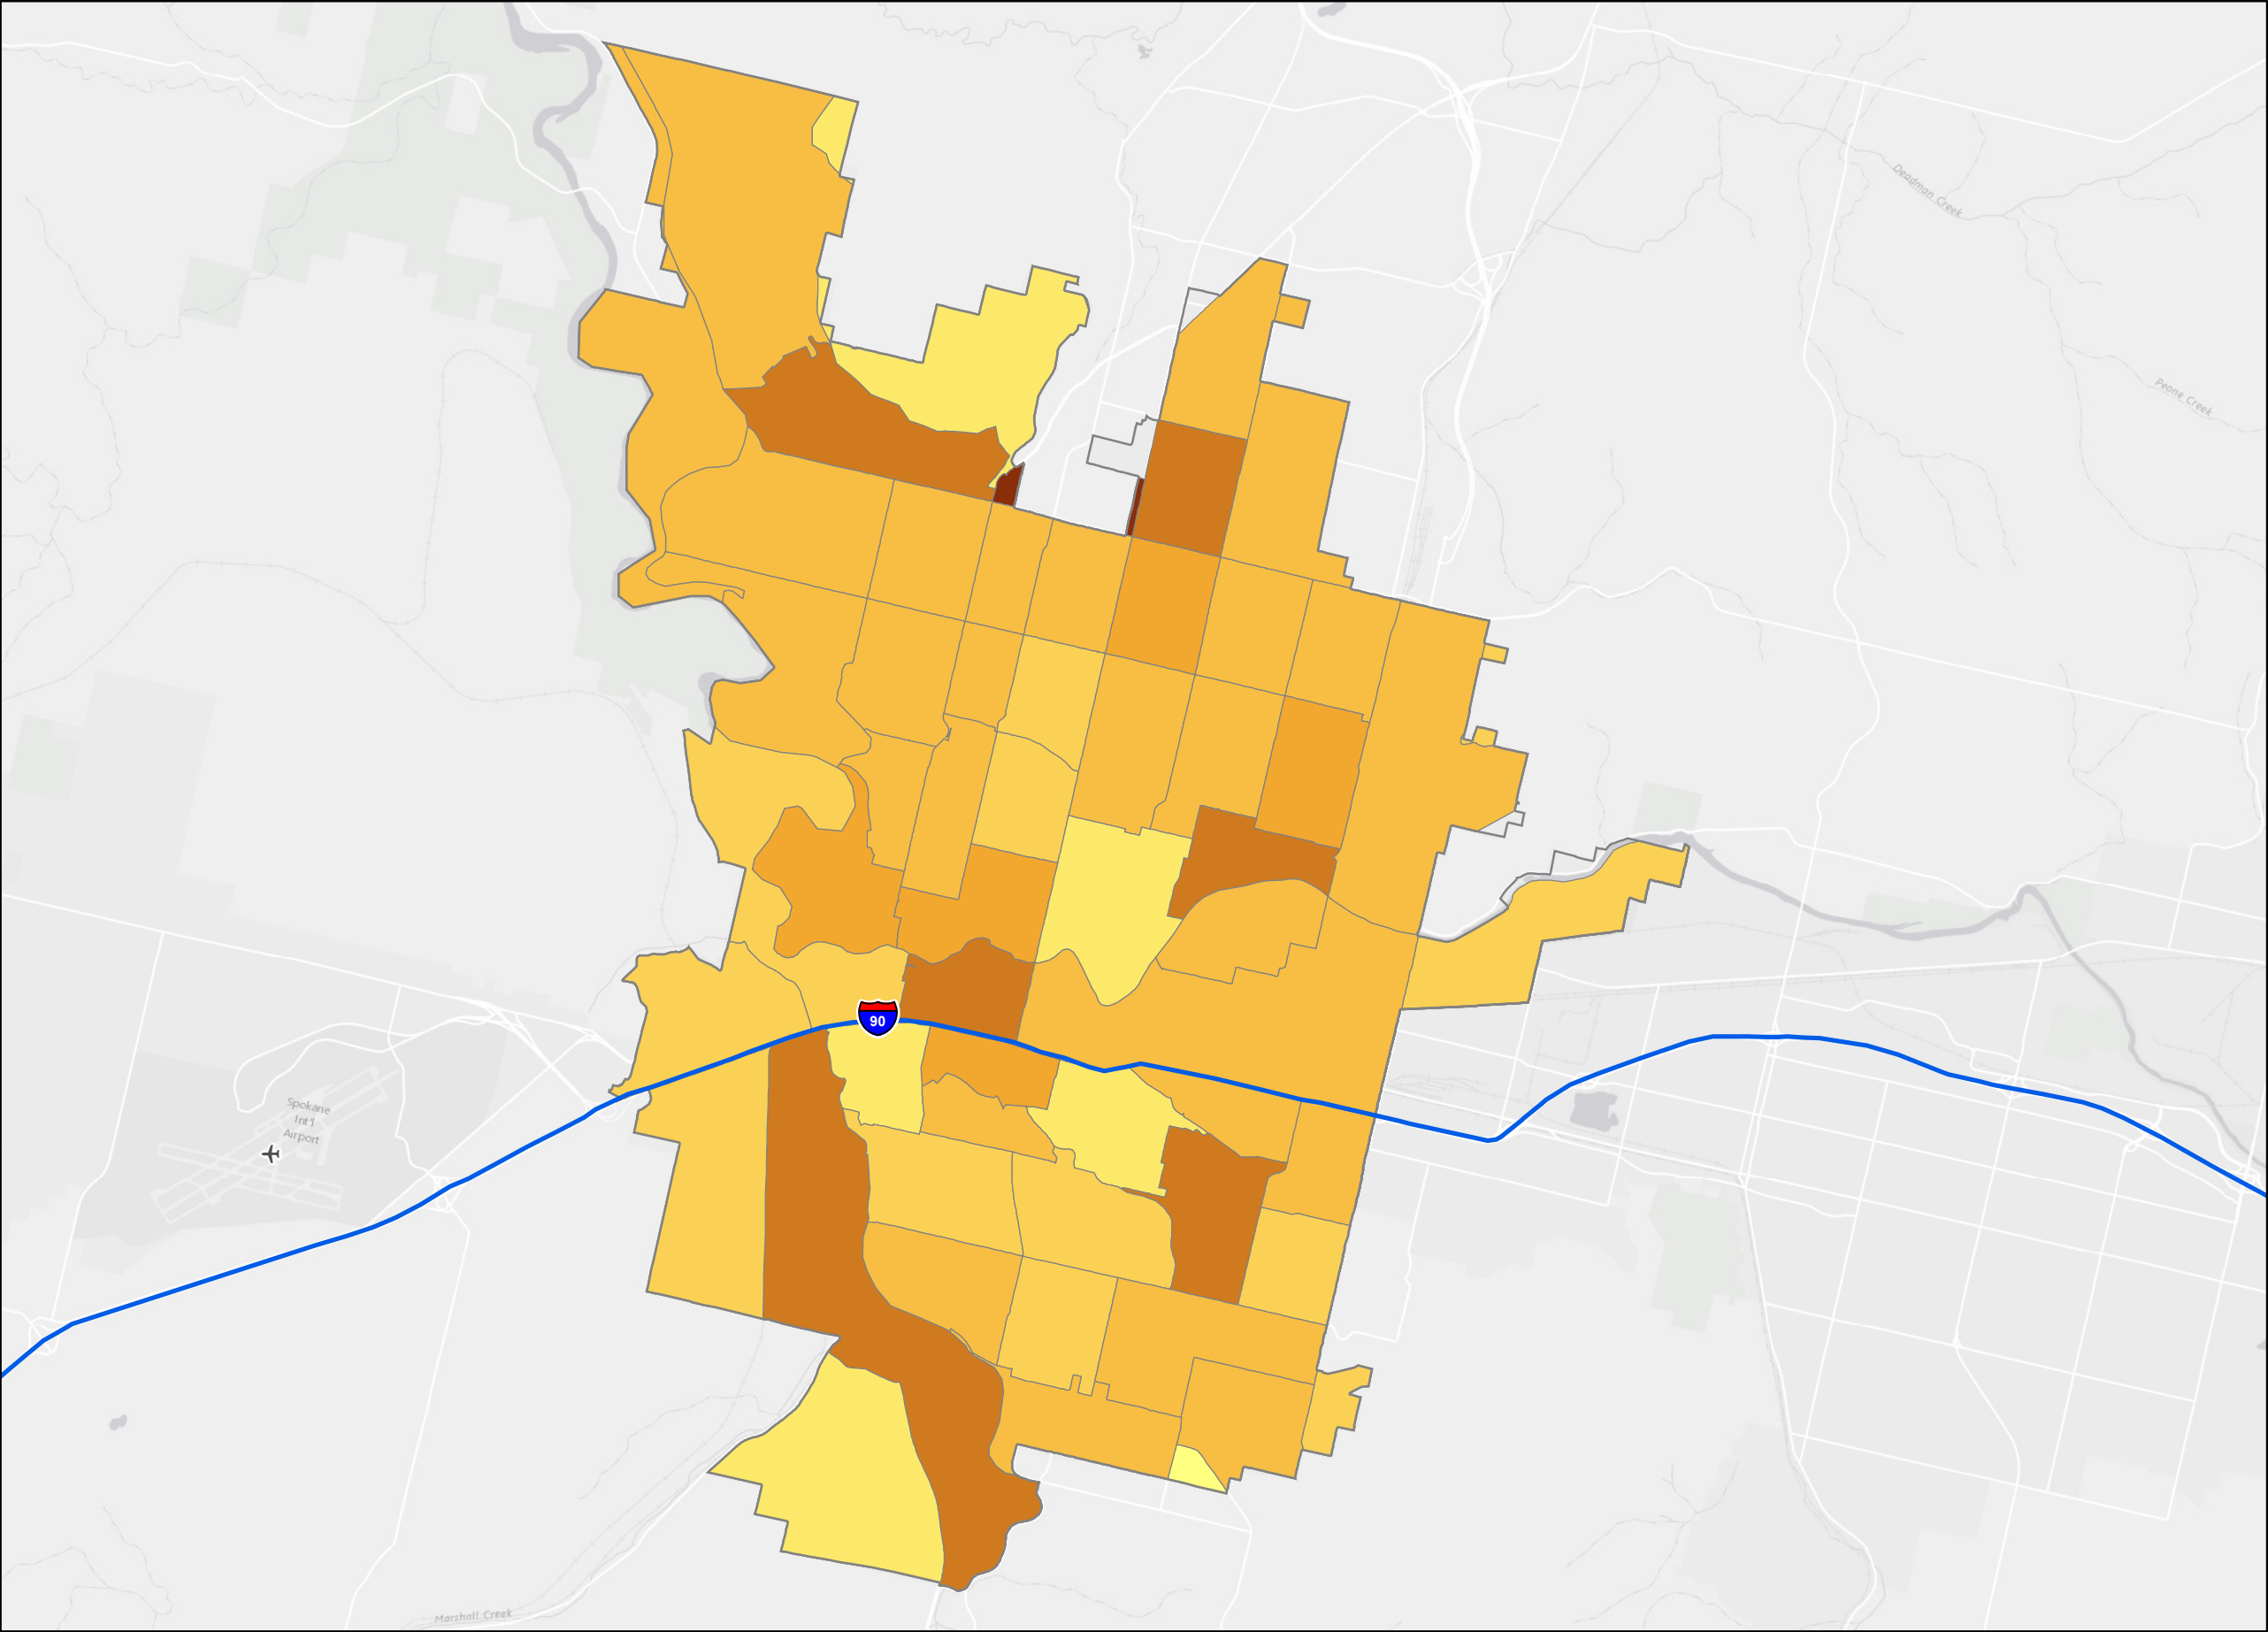 Deadman Creek
Peone Creek
90
Spokane
Int'l
Airport
Marshall Creek